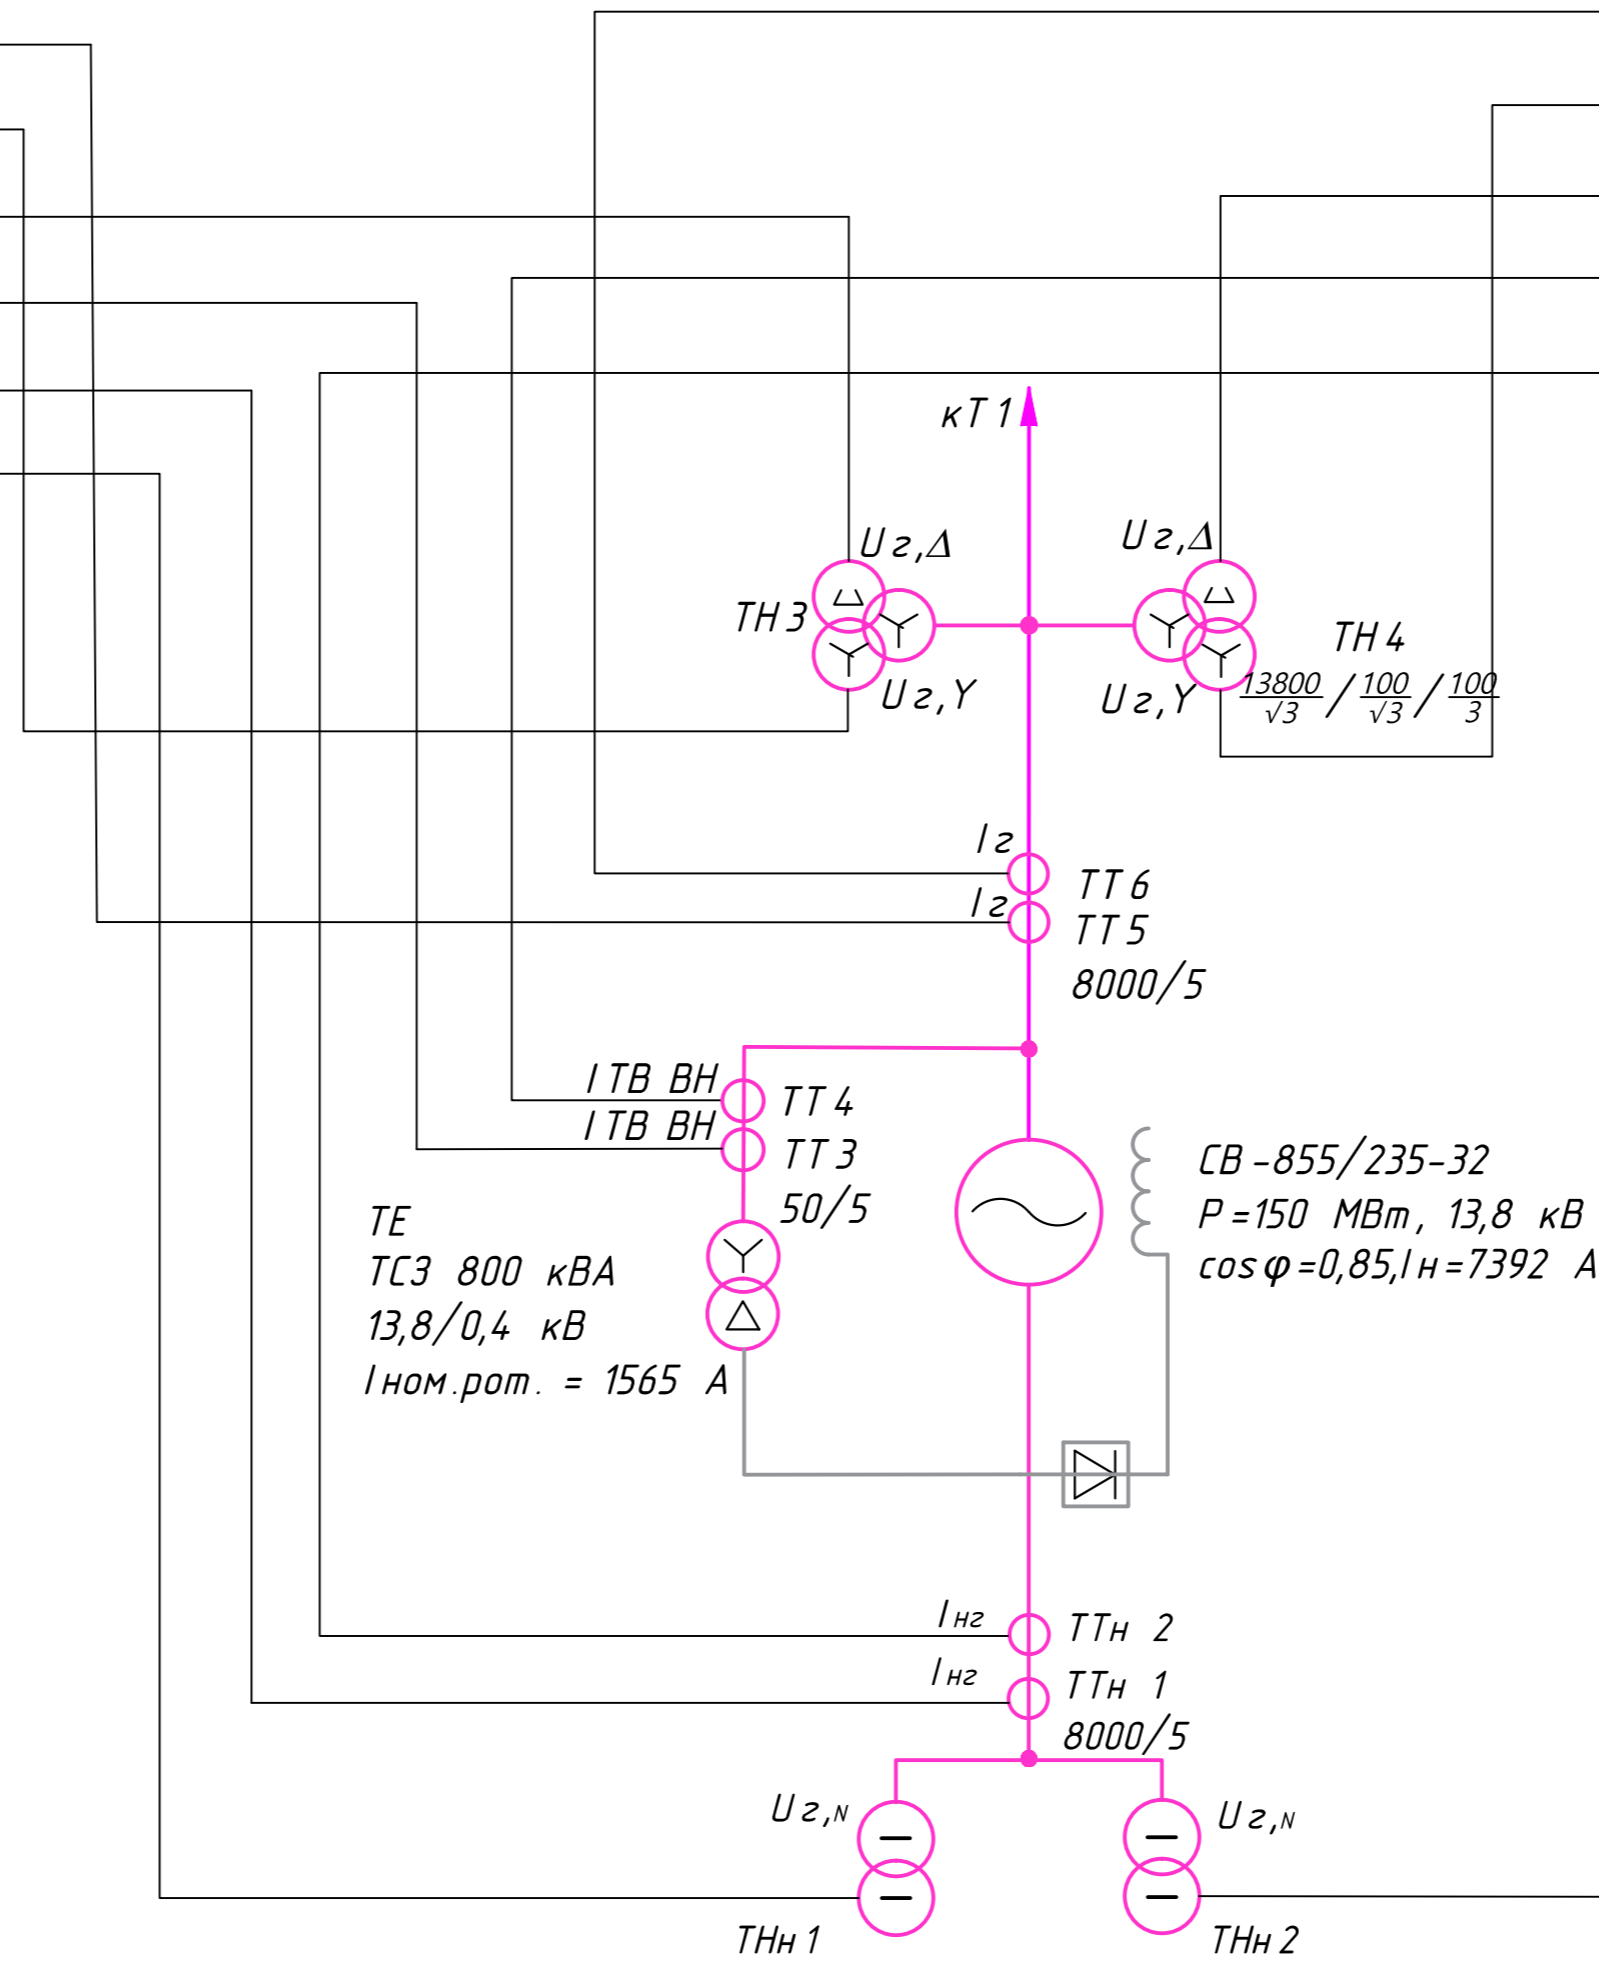 кТ1
Uг,Δ
Uг,Δ
ТН3
ТН4
Uг,Y
Uг,Y
13800/√3 / 100/√3 / 100/3
Iг
ТТ6
Iг
ТТ5
8000/5
I ТВ ВН
ТТ4
I ТВ ВН
ТТ3
50/5
СВ-855/235-32
P=150 МВт, 13,8 кВ
cosφ=0,85, Iн=7392 А
ТЕ
ТСЗ 800 кВА
13,8/0,4 кВ
Iном.рот. = 1565 А
Iнг
ТТн 2
Iнг
ТТн 1
8000/5
Uг,N
Uг,N
ТНн1
ТНн2